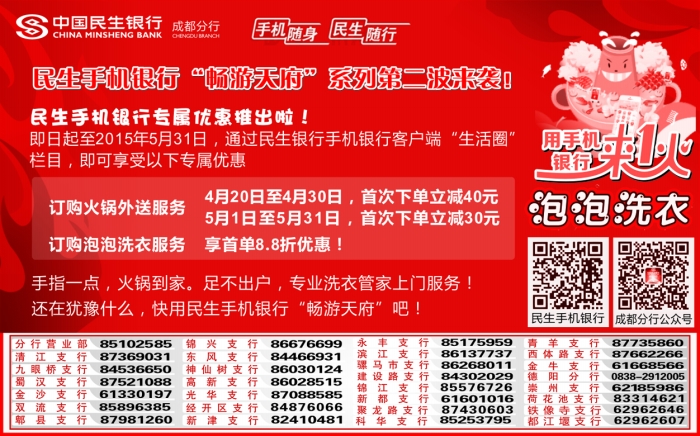 中国民生银行
CHINA MINSHENG BANK
成都分行
CHENGDU BRANCH
手机随身 民生随行
民生手机银行“畅游天府”系列第二波来袭！
民生手机银行专属优惠推出啦！
即日起至2015年5月31日，通过民生银行手机银行客户端“生活圈”
栏目，即可享受以下专属优惠
订购火锅外送服务
4月20日至4月30日，首次下单立减40元
5月1日至5月31日，首次下单立减30元
订购泡泡洗衣服务 享首单8.8折优惠！
手指一点，火锅到家。足不出户，专业洗衣管家上门服务！
还在犹豫什么，快用民生手机银行“畅游天府”吧！
用手机
银行
来1火
泡泡洗衣
民生手机银行 成都分行公众号
分行营业部 85102585
清江支行 87369031
九眼桥支行 84536650
蜀汉支行 87521088
金沙支行 61330197
双流支行 85896385
郫县支行 87981260
锦兴支行 86676699
东风支行 84466931
神仙树支行 86030124
高新支行 86028515
光华支行 87088585
经开区支行 84876066
新津支行 82410481
永丰支行 85175959
滨江支行 86137737
骡马市支行 86268011
建设路支行 84302029
锦江支行 85576726
新都支行 61601016
聚龙路支行 87430603
科华支行 85253795
青羊支行 87735860
西体路支行 87662266
金牛支行 61668566
德阳分行 0838-2912005
崇州支行 82185986
荷花池支行 83314621
铁像寺支行 62962646
都江堰支行 62962607